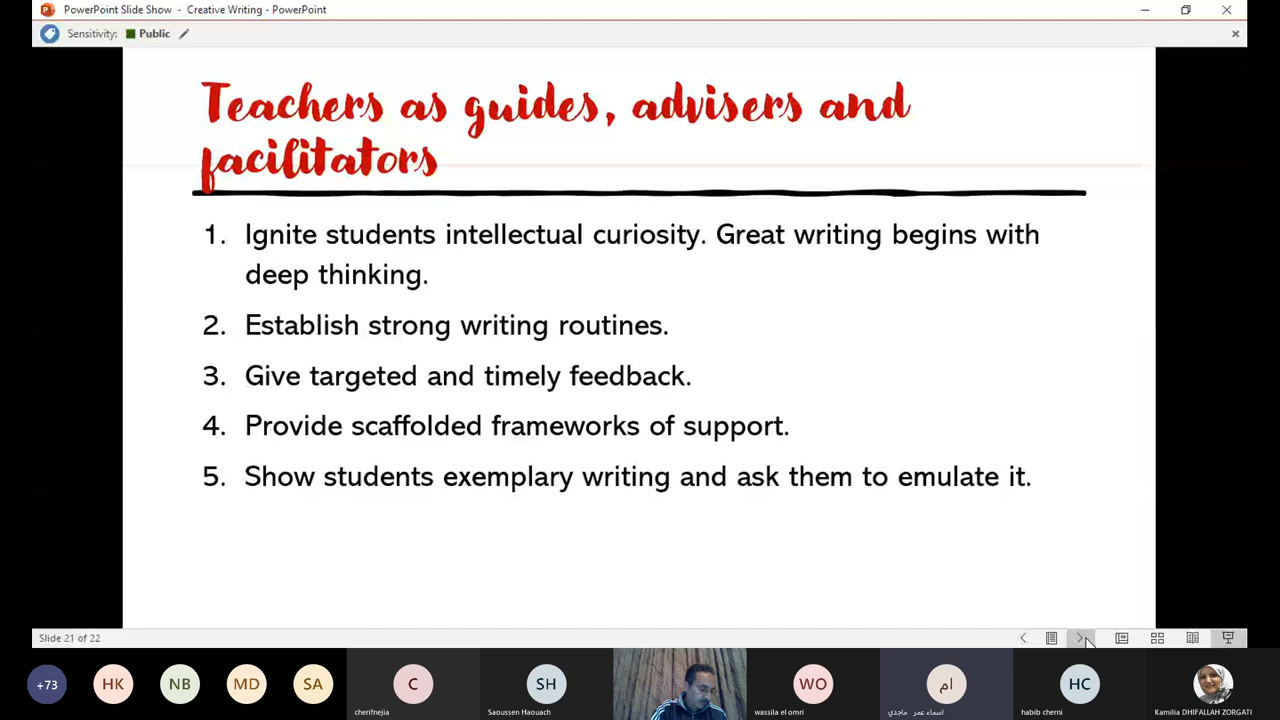 PowerPoint Slide Show - Creative Writing - PowerPoint
Sensitivity: Public
Teachers as guides, advisers and
facilitators
1. Ignite students intellectual curiosity. Great writing begins with
deep thinking.
2. Establish strong writing routines.
3. Give targeted and timely feedback.
4. Provide scaffolded frameworks of support.
5. Show students exemplary writing and ask them to emulate it.
Slide 21 of 22
+73 HK NB MD SA C SH WO ام HC
cherifnejia Saoussen Haouach wassila el omri اسماء عمر ماجدي habib cherni Kamilia DHIFALLAH ZORGATI